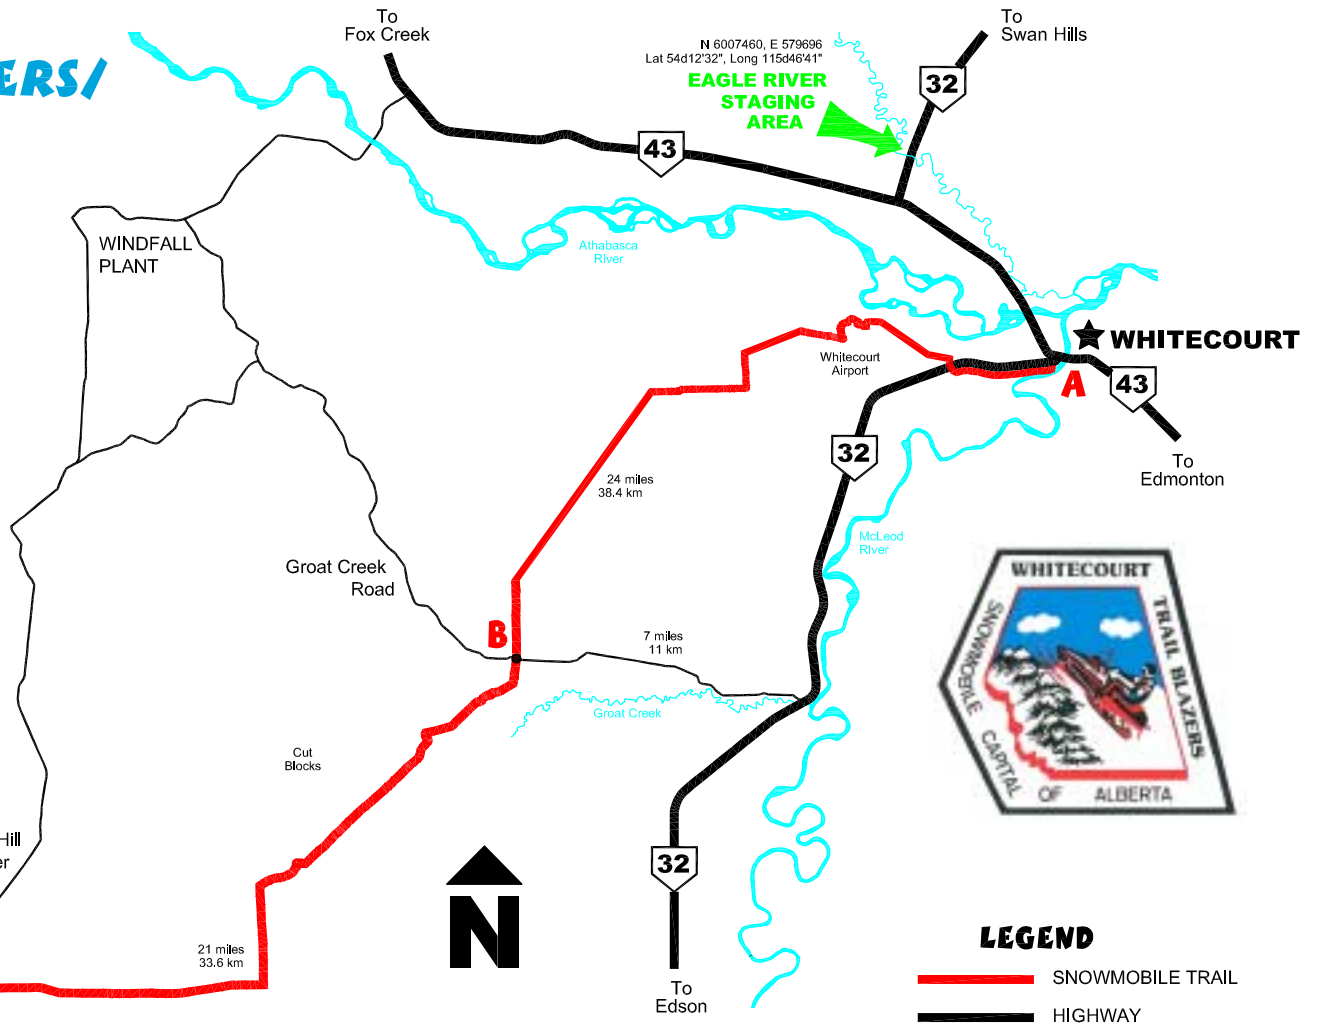 To
Fox Creek
To
Swan Hills
N 6007460, E 579696
Lat 54d12'32", Long 115d46'41"
EAGLE RIVER
STAGING
AREA
ERS/
32
43
WINDFALL
PLANT
Athabasca
River
WHITECOURT
Whitecourt
Airport
A
43
32
To
Edmonton
24 miles
38.4 km
McLeod
River
Groat Creek
Road
B
7 miles
11 km
Groat Creek
WHITECOURT
TRAIL BLAZERS
SNOWMOBILE
CAPITAL
OF
ALBERTA
Cut
Blocks
Hill
er
32
N
21 miles
33.6 km
To
Edson
LEGEND
SNOWMOBILE TRAIL
HIGHWAY